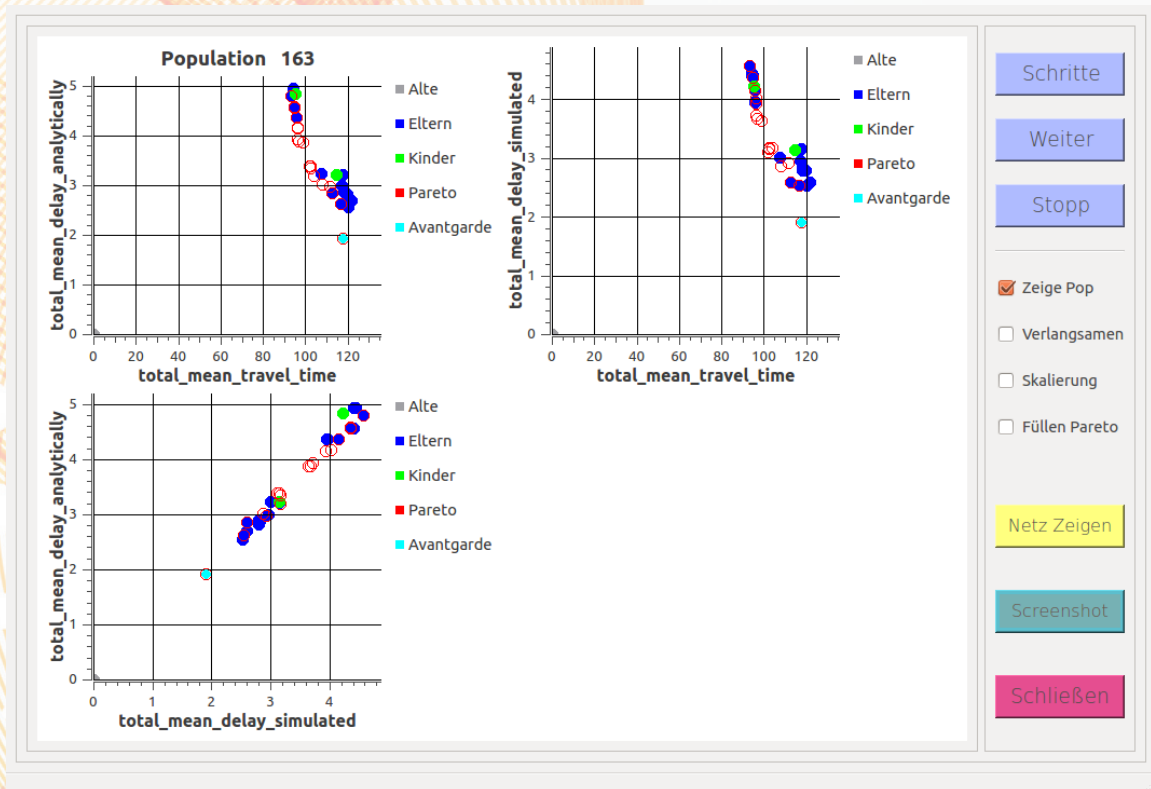 Population 163
total_mean_delay_analytically
5
4
3
2
1
0
0 20 40 60 80 100 120
total_mean_travel_time
Alte
Eltern
Kinder
Pareto
Avantgarde
total_mean_delay_simulated
4
3
2
1
0
0 20 40 60 80 100 120
total_mean_travel_time
Alte
Eltern
Kinder
Pareto
Avantgarde
total_mean_delay_analytically
5
4
3
2
1
0
0 1 2 3 4
total_mean_delay_simulated
Alte
Eltern
Kinder
Pareto
Avantgarde
Schritte
Weiter
Stopp
Zeige Pop
Verlangsamen
Skalierung
Füllen Pareto
Netz Zeigen
Screenshot
Schließen